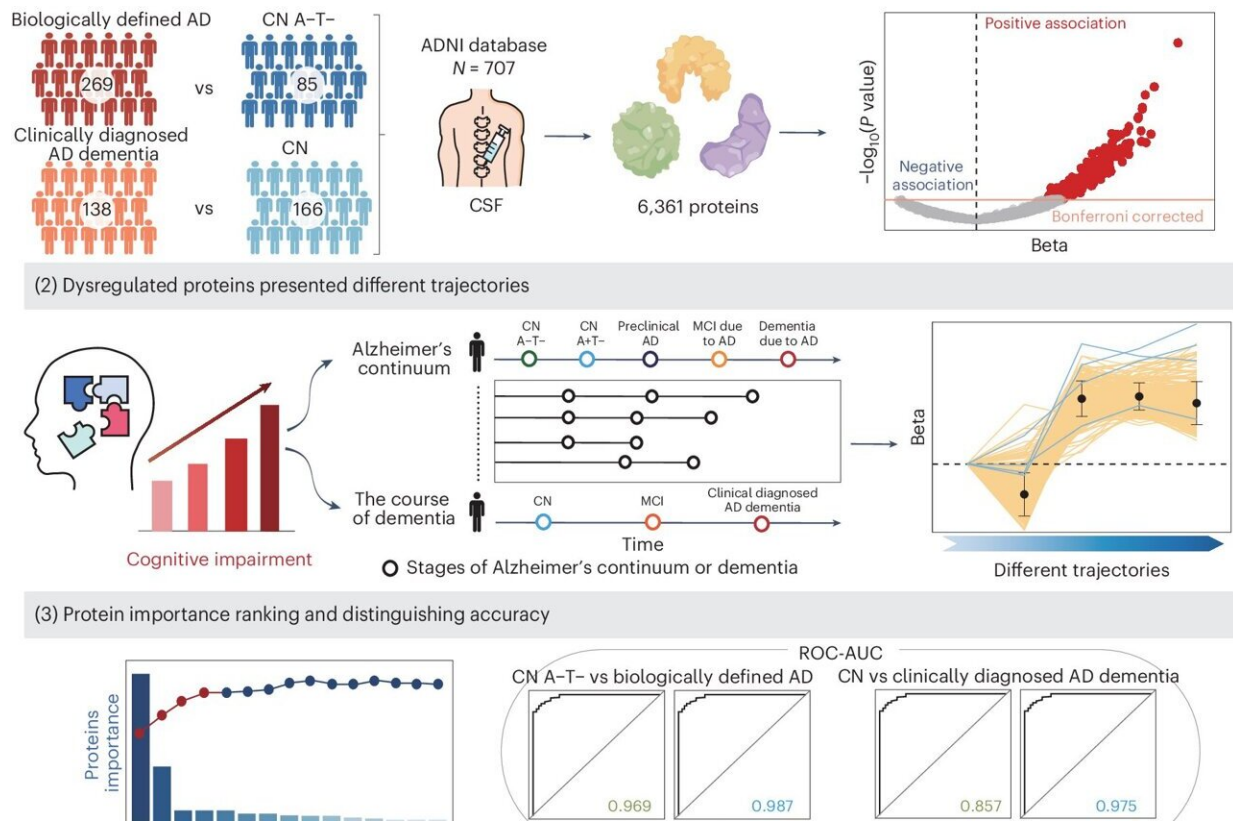 Biologically defined AD
269
vs
CN A–T–
85
Clinically diagnosed
AD dementia
138
vs
CN
166
ADNI database
N = 707
CSF
6,361 proteins
–log10(P value)
Positive association
Negative
association
Bonferroni corrected
Beta
(2) Dysregulated proteins presented different trajectories
Cognitive impairment
Alzheimer's
continuum
CN
A–T–
CN
A+T–
Preclinical
AD
MCI due
to AD
Dementia
due to AD
The course
of dementia
CN
MCI
Clinical diagnosed
AD dementia
Time
Stages of Alzheimer's continuum or dementia
Beta
Different trajectories
(3) Protein importance ranking and distinguishing accuracy
Proteins
importance
ROC-AUC
CN A–T– vs biologically defined AD
0.969
0.987
CN vs clinically diagnosed AD dementia
0.857
0.975